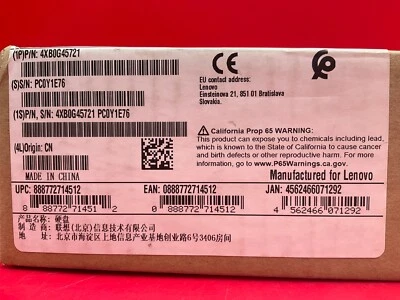 (1P)P/N: 4XB0G45721
(S)S/N: PC0Y1E76
(1S)P/N, S/N: 4XB0G45721 PC0Y1E76
(4L)Origin: CN
MADE IN CHINA
EU contact address:
Lenovo
Einsteinova 21, 851 01 Bratislava
Slovakia.
California Prop 65 WARNING:
This product can expose you to chemicals including lead,
which is known to the State of California to cause cancer
and birth defects or other reproductive harm.
For more information, go to www.P65Warnings.ca.gov.
Manufactured for Lenovo
UPC: 888772714512
EAN: 0888772714512
JAN: 4562466071292
8 88772 71451 2
0 888772 714512
4 562466 071292
产品: 硬盘
制造商: 联想(北京)信息技术有限公司
地址: 北京市海淀区上地信息产业基地创业路6号3406房间